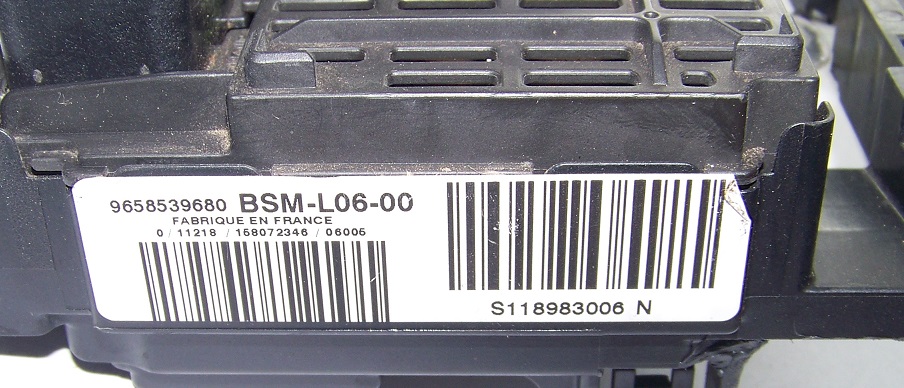 9658539680 BSM-L06-00
FABRIQUE EN FRANCE
0 / 11218 / 158072346 / 06006
S118983006 N